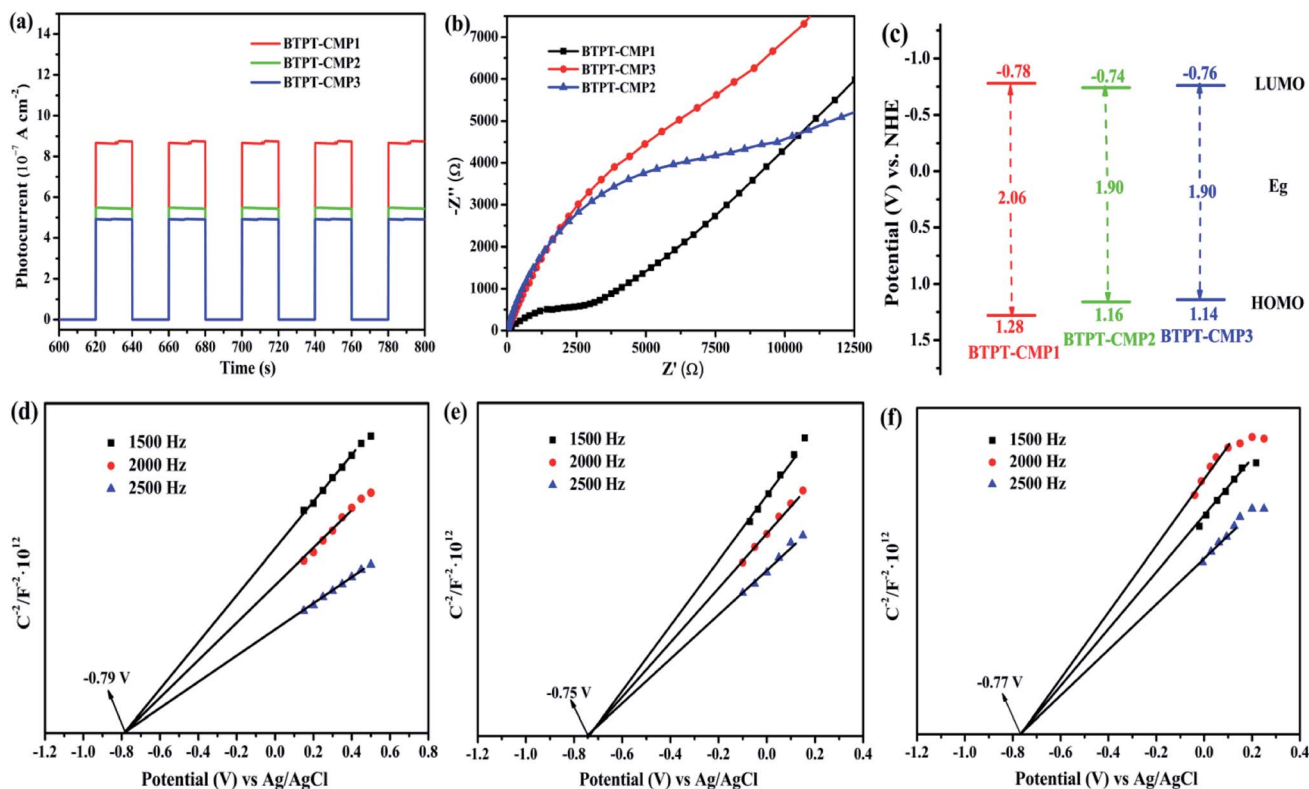 (a)
15
14
12
10
8
6
4
2
0
Photocurrent (10⁻⁷ A cm⁻²)
BTPT-CMP1
BTPT-CMP2
BTPT-CMP3
600 620 640 660 680 700 720 740 760 780 800
Time (s)
(b)
7000
6000
5000
4000
3000
2000
1000
0
-Z'' (Ω)
BTPT-CMP1
BTPT-CMP3
BTPT-CMP2
0 2500 5000 7500 10000 12500
Z' (Ω)
(c)
-1.0
-0.5
0.0
0.5
1.0
1.5
Potential (V) vs. NHE
-0.78 -0.74 -0.76 LUMO
2.06 1.90 1.90 Eg
1.28 1.16 1.14 HOMO
BTPT-CMP1 BTPT-CMP2 BTPT-CMP3
(d)
1500 Hz
2000 Hz
2500 Hz
C⁻²/F⁻²·10¹²
-0.79 V
-1.2 -1.0 -0.8 -0.6 -0.4 -0.2 0.0 0.2 0.4 0.6 0.8
Potential (V) vs Ag/AgCl
(e)
1500 Hz
2000 Hz
2500 Hz
C⁻²/F⁻²·10¹²
-0.75 V
-1.2 -1.0 -0.8 -0.6 -0.4 -0.2 0.0 0.2 0.4
Potential (V) vs Ag/AgCl
(f)
1500 Hz
2000 Hz
2500 Hz
C⁻²/F⁻²·10¹²
-0.77 V
-1.2 -1.0 -0.8 -0.6 -0.4 -0.2 0.0 0.2 0.4
Potential (V) vs Ag/AgCl